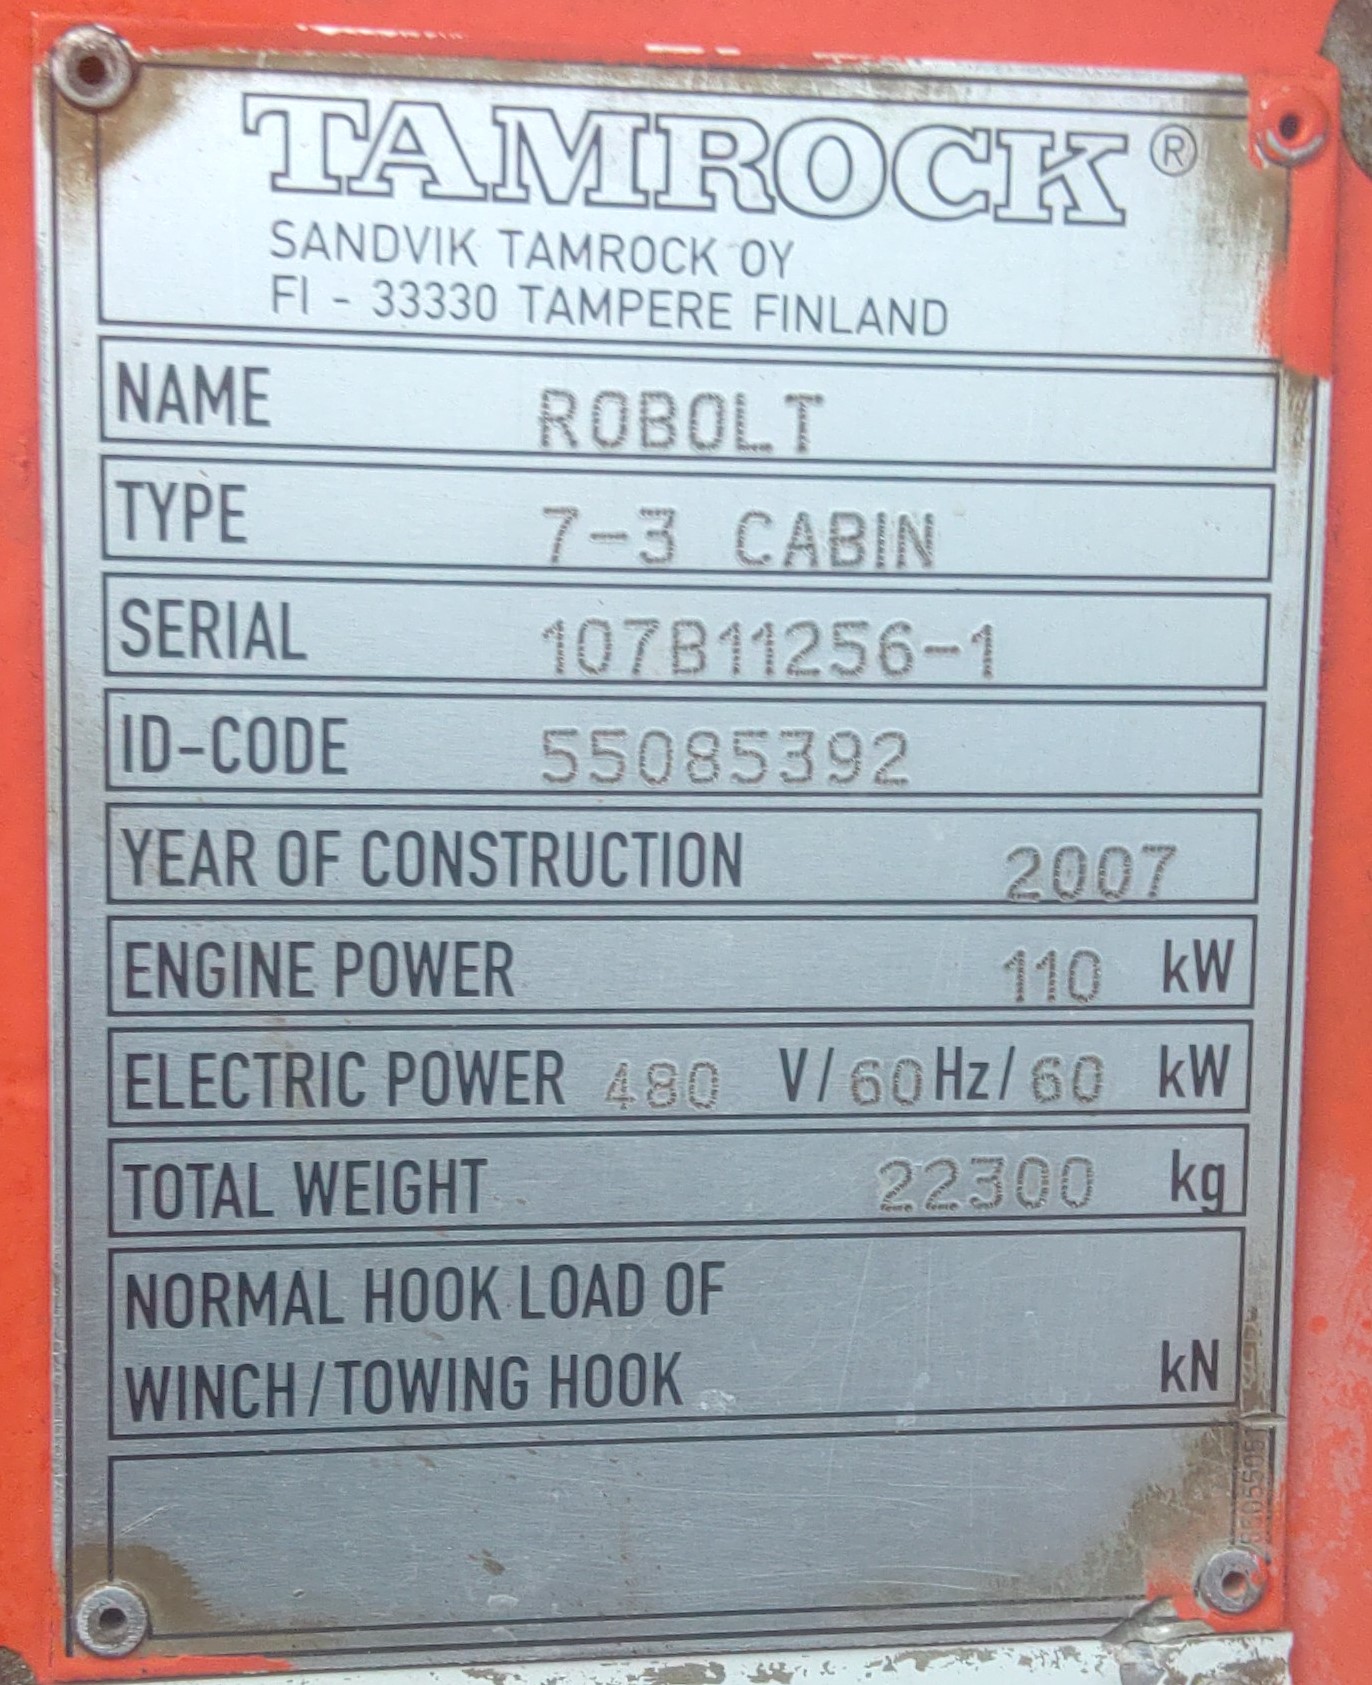 TAMROCK®
SANDVIK TAMROCK OY
FI - 33330 TAMPERE FINLAND
NAME ROBOLT
TYPE 7-3 CABIN
SERIAL 107B11256-1
ID-CODE 55085392
YEAR OF CONSTRUCTION 2007
ENGINE POWER 110 kW
ELECTRIC POWER 480 V/60Hz/60 kW
TOTAL WEIGHT 22300 kg
NORMAL HOOK LOAD OF
WINCH/TOWING HOOK kN